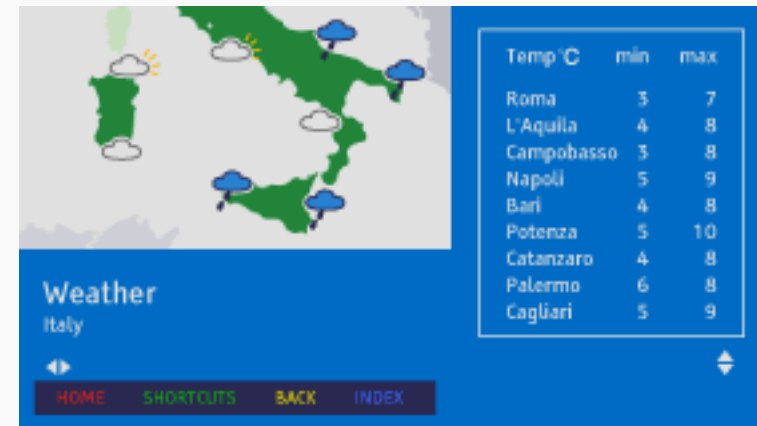 Temp °C min max
Roma 3 7
L'Aquila 4 8
Campobasso 3 8
Napoli 5 9
Bari 4 8
Potenza 5 10
Catanzaro 4 8
Palermo 6 8
Cagliari 5 9
Weather
Italy
HOME SHORTCUTS BACK INDEX